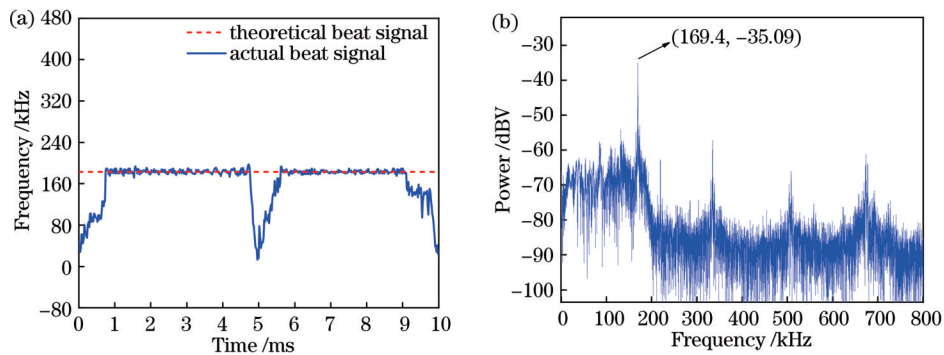 (a)
480
400
320
240
160
80
0
−80
Frequency /kHz
theoretical beat signal
actual beat signal
0 1 2 3 4 5 6 7 8 9 10
Time /ms
(b)
−30
−40
−50
−60
−70
−80
−90
−100
Power /dBV
(169.4, −35.09)
0 100 200 300 400 500 600 700 800
Frequency /kHz